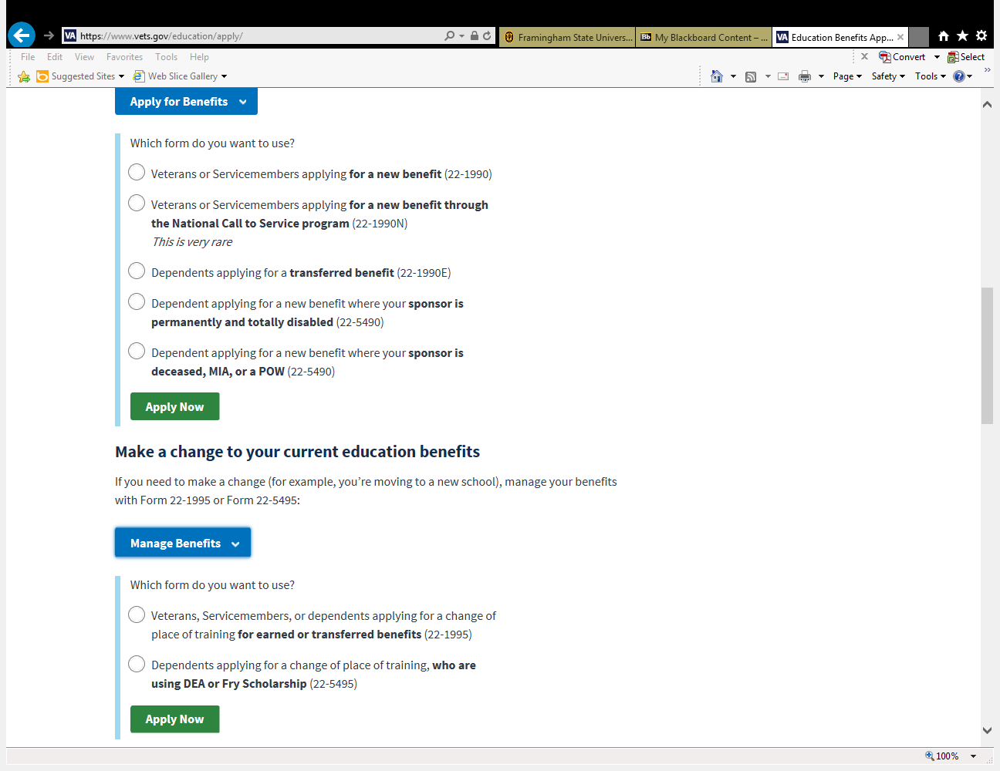 VA https://www.vets.gov/education/apply/
Framingham State Univers...
Bb My Blackboard Content – ...
VA Education Benefits App...
File Edit View Favorites Tools Help
Convert Select
Suggested Sites Web Slice Gallery
Page Safety Tools
Apply for Benefits
Which form do you want to use?
Veterans or Servicemembers applying for a new benefit (22-1990)
Veterans or Servicemembers applying for a new benefit through
the National Call to Service program (22-1990N)
This is very rare
Dependents applying for a transferred benefit (22-1990E)
Dependent applying for a new benefit where your sponsor is
permanently and totally disabled (22-5490)
Dependent applying for a new benefit where your sponsor is
deceased, MIA, or a POW (22-5490)
Apply Now
Make a change to your current education benefits
If you need to make a change (for example, you’re moving to a new school), manage your benefits
with Form 22-1995 or Form 22-5495:
Manage Benefits
Which form do you want to use?
Veterans, Servicemembers, or dependents applying for a change of
place of training for earned or transferred benefits (22-1995)
Dependents applying for a change of place of training, who are
using DEA or Fry Scholarship (22-5495)
Apply Now
100%